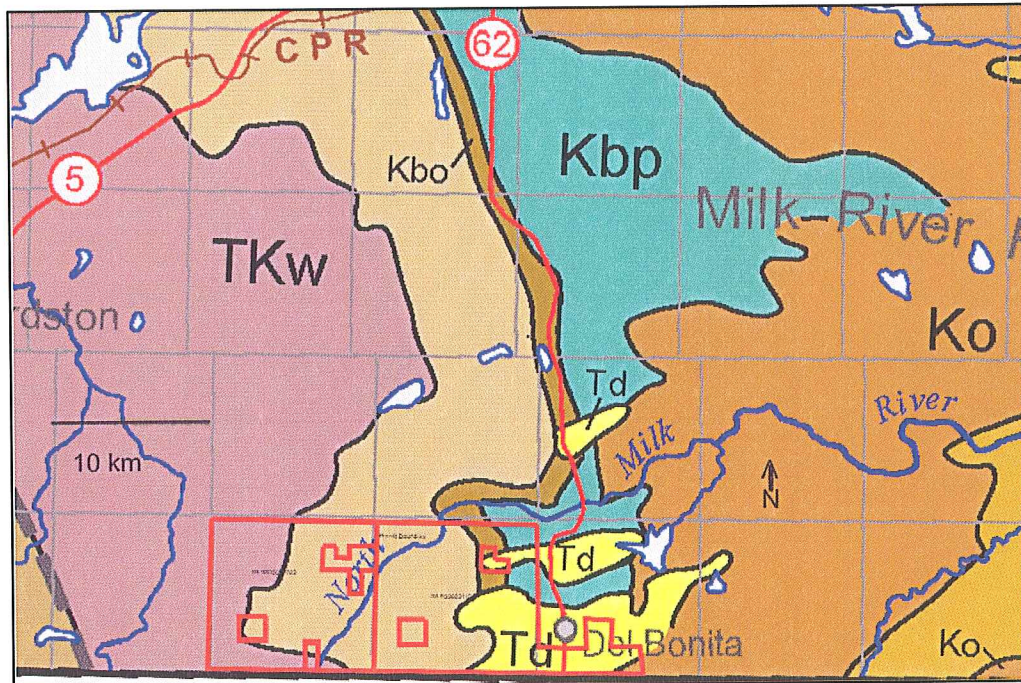 CPR
62
5
Kbo
Kbp
Milk River
TKw
rdston
Ko
Td
River
Milk
10 km
N
North
Td
Td
Del Bonita
Ko